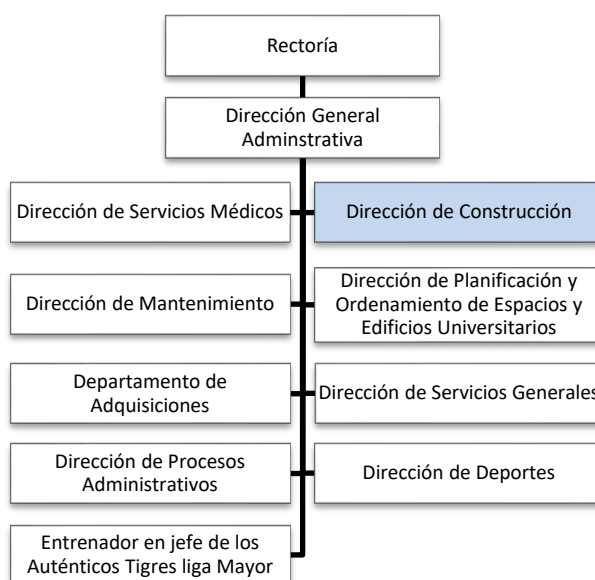 Rectoría
Dirección General
Adminstrativa
Dirección de Servicios Médicos
Dirección de Construcción
Dirección de Mantenimiento
Dirección de Planificación y
Ordenamiento de Espacios y
Edificios Universitarios
Departamento de
Adquisiciones
Dirección de Servicios Generales
Dirección de Procesos
Administrativos
Dirección de Deportes
Entrenador en jefe de los
Auténticos Tigres liga Mayor